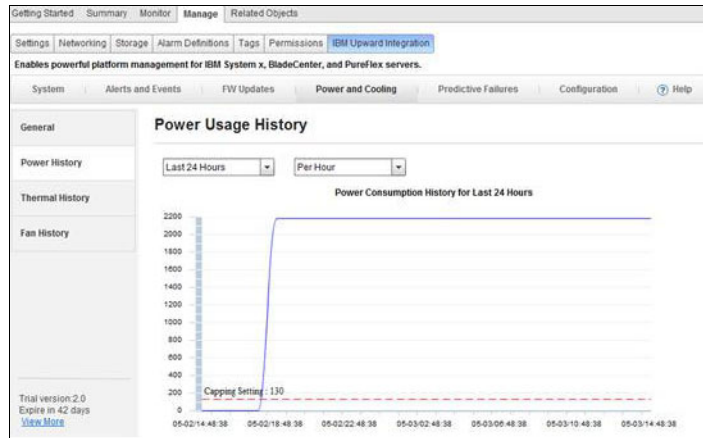 Getting Started Summary Monitor Manage Related Objects
Settings Networking Storage Alarm Definitions Tags Permissions IBM Upward Integration
Enables powerful platform management for IBM System x, BladeCenter, and PureFlex servers.
System Alerts and Events FW Updates Power and Cooling Predictive Failures Configuration ? Help
General
Power History
Thermal History
Fan History
Power Usage History
Last 24 Hours Per Hour
Power Consumption History for Last 24 Hours
2200
2000
1800
1600
1400
1200
1000
800
600
400
200
0
Capping Setting : 130
05-02/14:48:38 05-02/18:48:38 05-02/22:48:38 05-03/02:48:38 05-03/06:48:38 05-03/10:48:38 05-03/14:48:38
Trial version:2.0
Expire in 42 days
View More